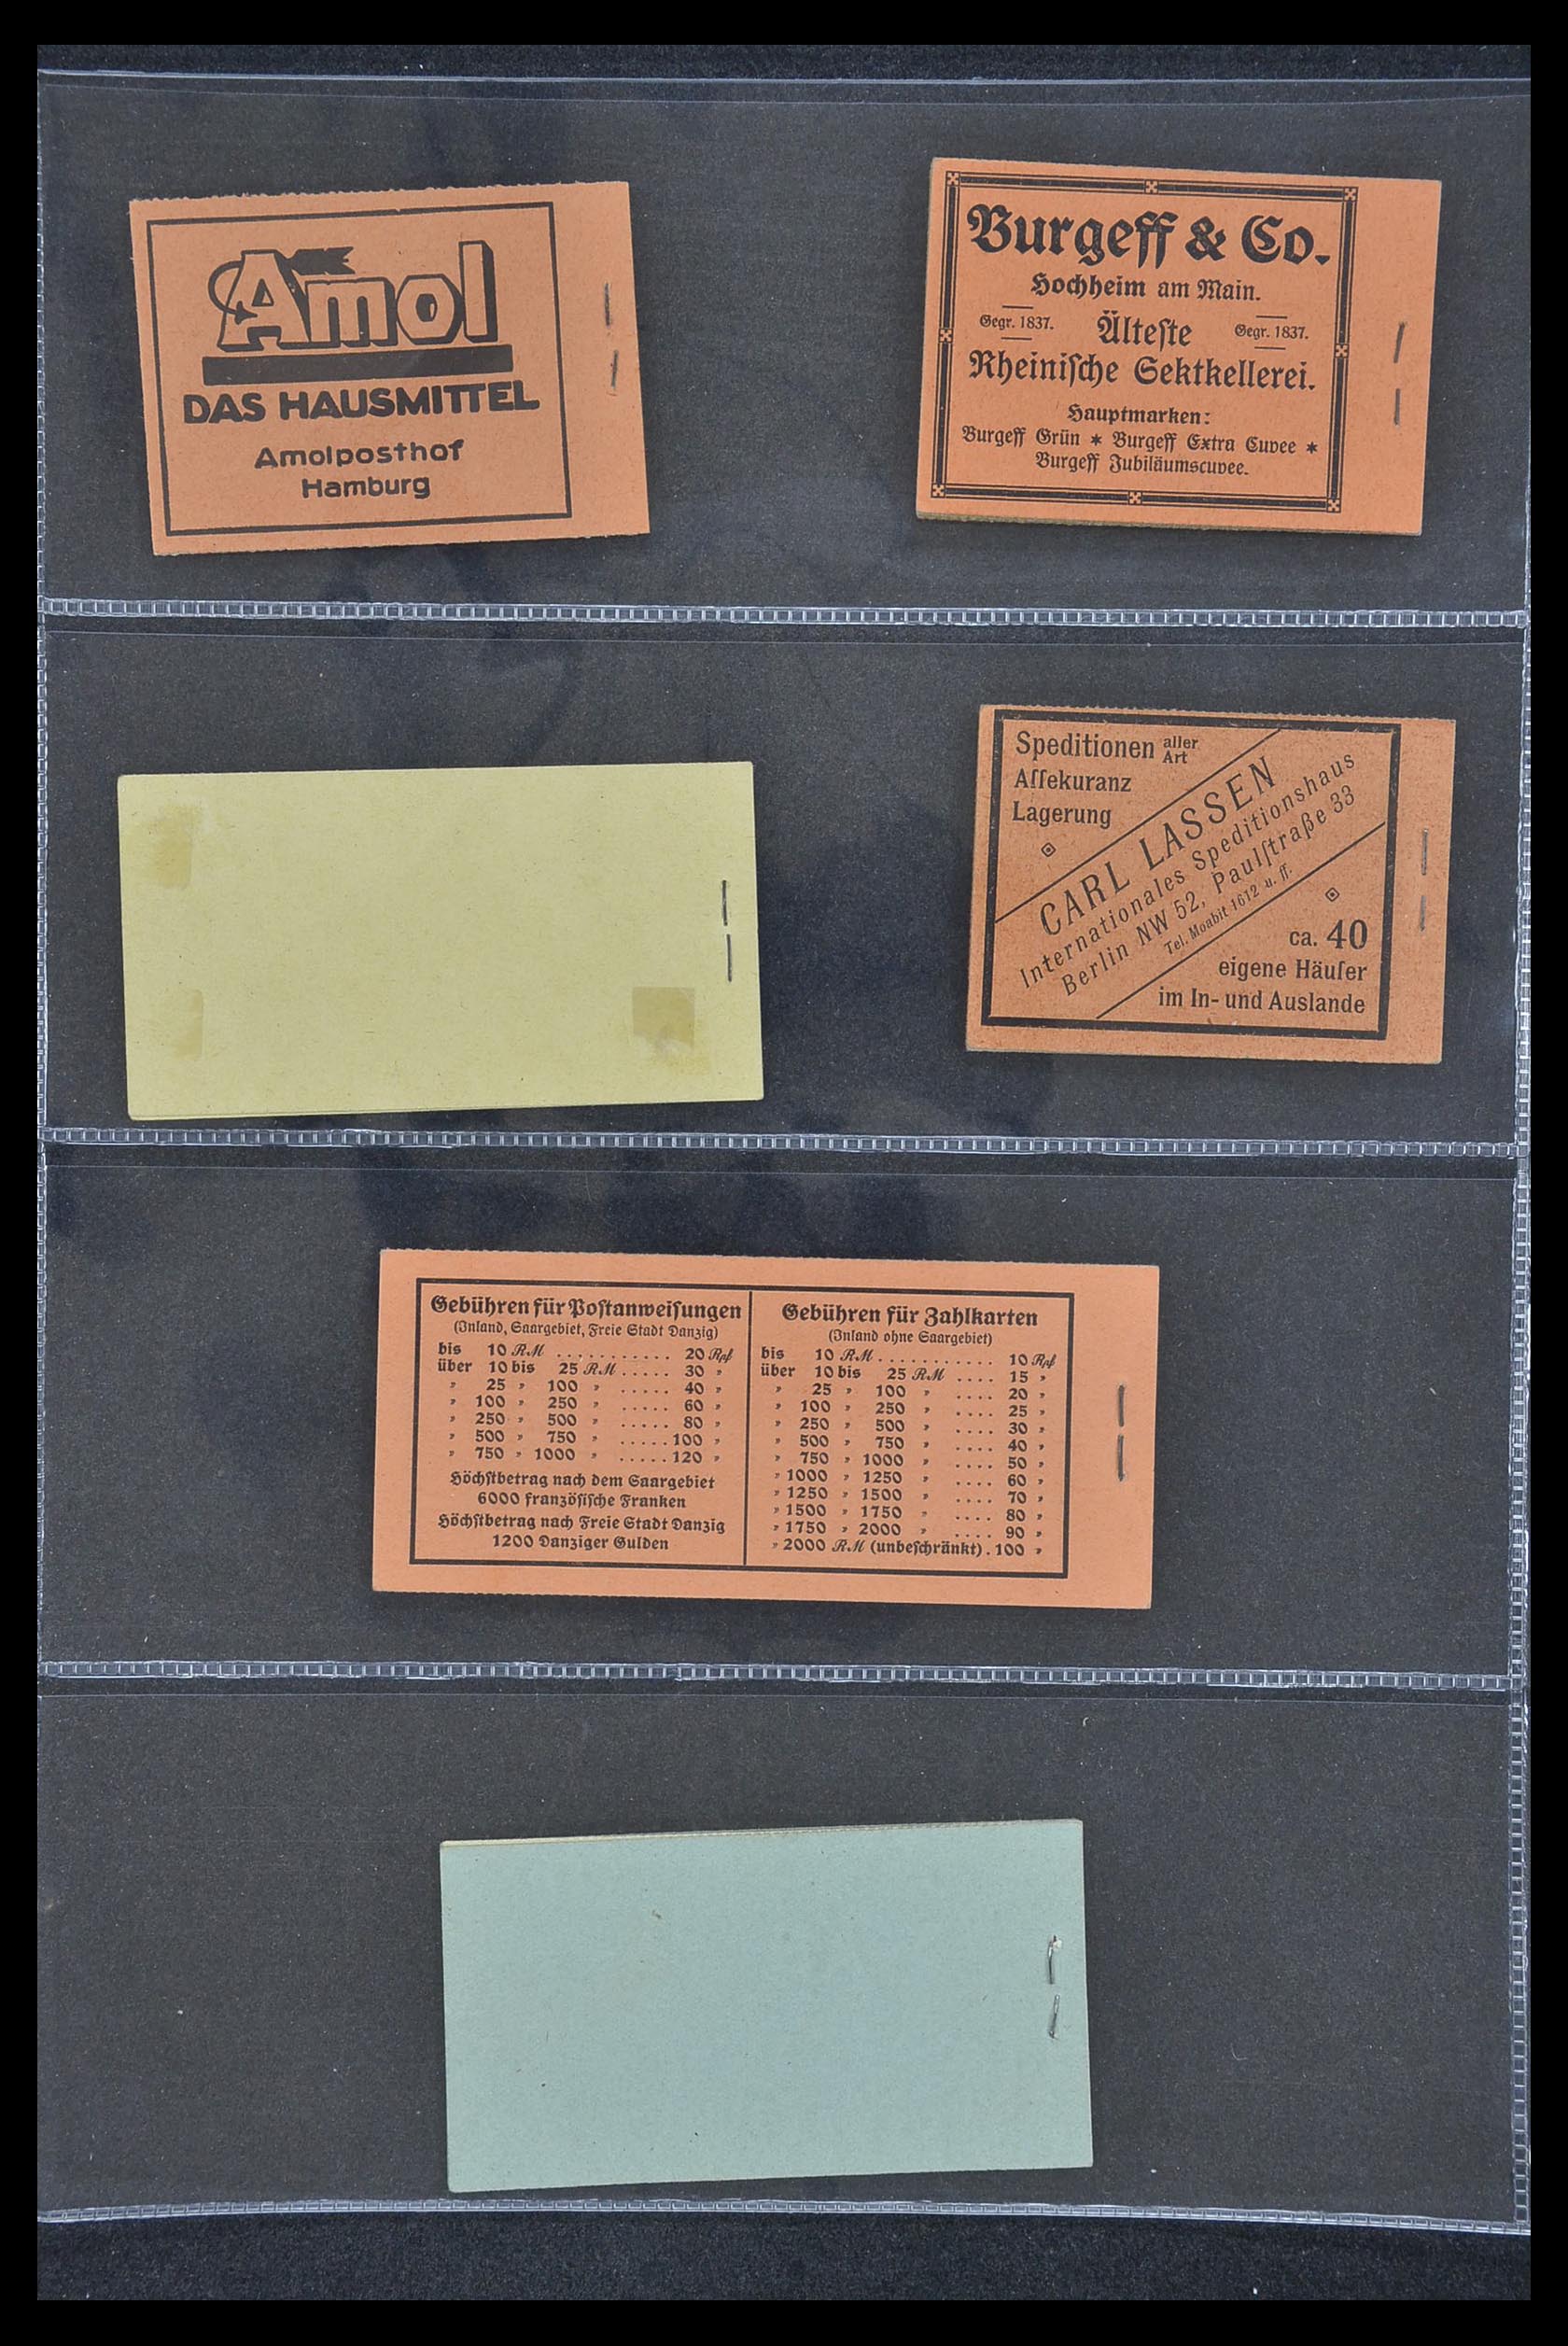 Amol
DAS HAUSMITTEL
Amolposthof
Hamburg
Burgeff & Co.
Hochheim am Main.
Gegr. 1837. Älteſte Gegr. 1837.
Rheiniſche Sektkellerei.
Hauptmarken:
Burgeff Grün * Burgeff Extra Cuvee *
Burgeff Jubiläumscuvee.
Speditionen aller Art
Aſſekuranz
Lagerung
CARL LASSEN
Internationales Speditionshaus
Berlin NW 52, Paulſtraße 33
Tel. Moabit 1612 u. ff.
ca. 40
eigene Häuſer
im In- und Auslande
Gebühren für Poſtanweiſungen
(Inland, Saargebiet, Freie Stadt Danzig)
bis 10 RM ............ 20 Rpf
über 10 bis 25 RM ..... 30 „
„ 25 „ 100 „ ..... 40 „
„ 100 „ 250 „ ..... 60 „
„ 250 „ 500 „ ..... 80 „
„ 500 „ 750 „ ..... 100 „
„ 750 „ 1000 „ ..... 120 „
Höchſtbetrag nach dem Saargebiet
6000 franzöſiſche Franken
Höchſtbetrag nach Freie Stadt Danzig
1200 Danziger Gulden
Gebühren für Zahlkarten
(Inland ohne Saargebiet)
bis 10 RM ............ 10 Rpf
über 10 bis 25 RM .... 15 „
„ 25 „ 100 „ .... 20 „
„ 100 „ 250 „ .... 25 „
„ 250 „ 500 „ .... 30 „
„ 500 „ 750 „ .... 40 „
„ 750 „ 1000 „ .... 50 „
„ 1000 „ 1250 „ .... 60 „
„ 1250 „ 1500 „ .... 70 „
„ 1500 „ 1750 „ .... 80 „
„ 1750 „ 2000 „ .... 90 „
„ 2000 RM (unbeſchränkt) . 100 „